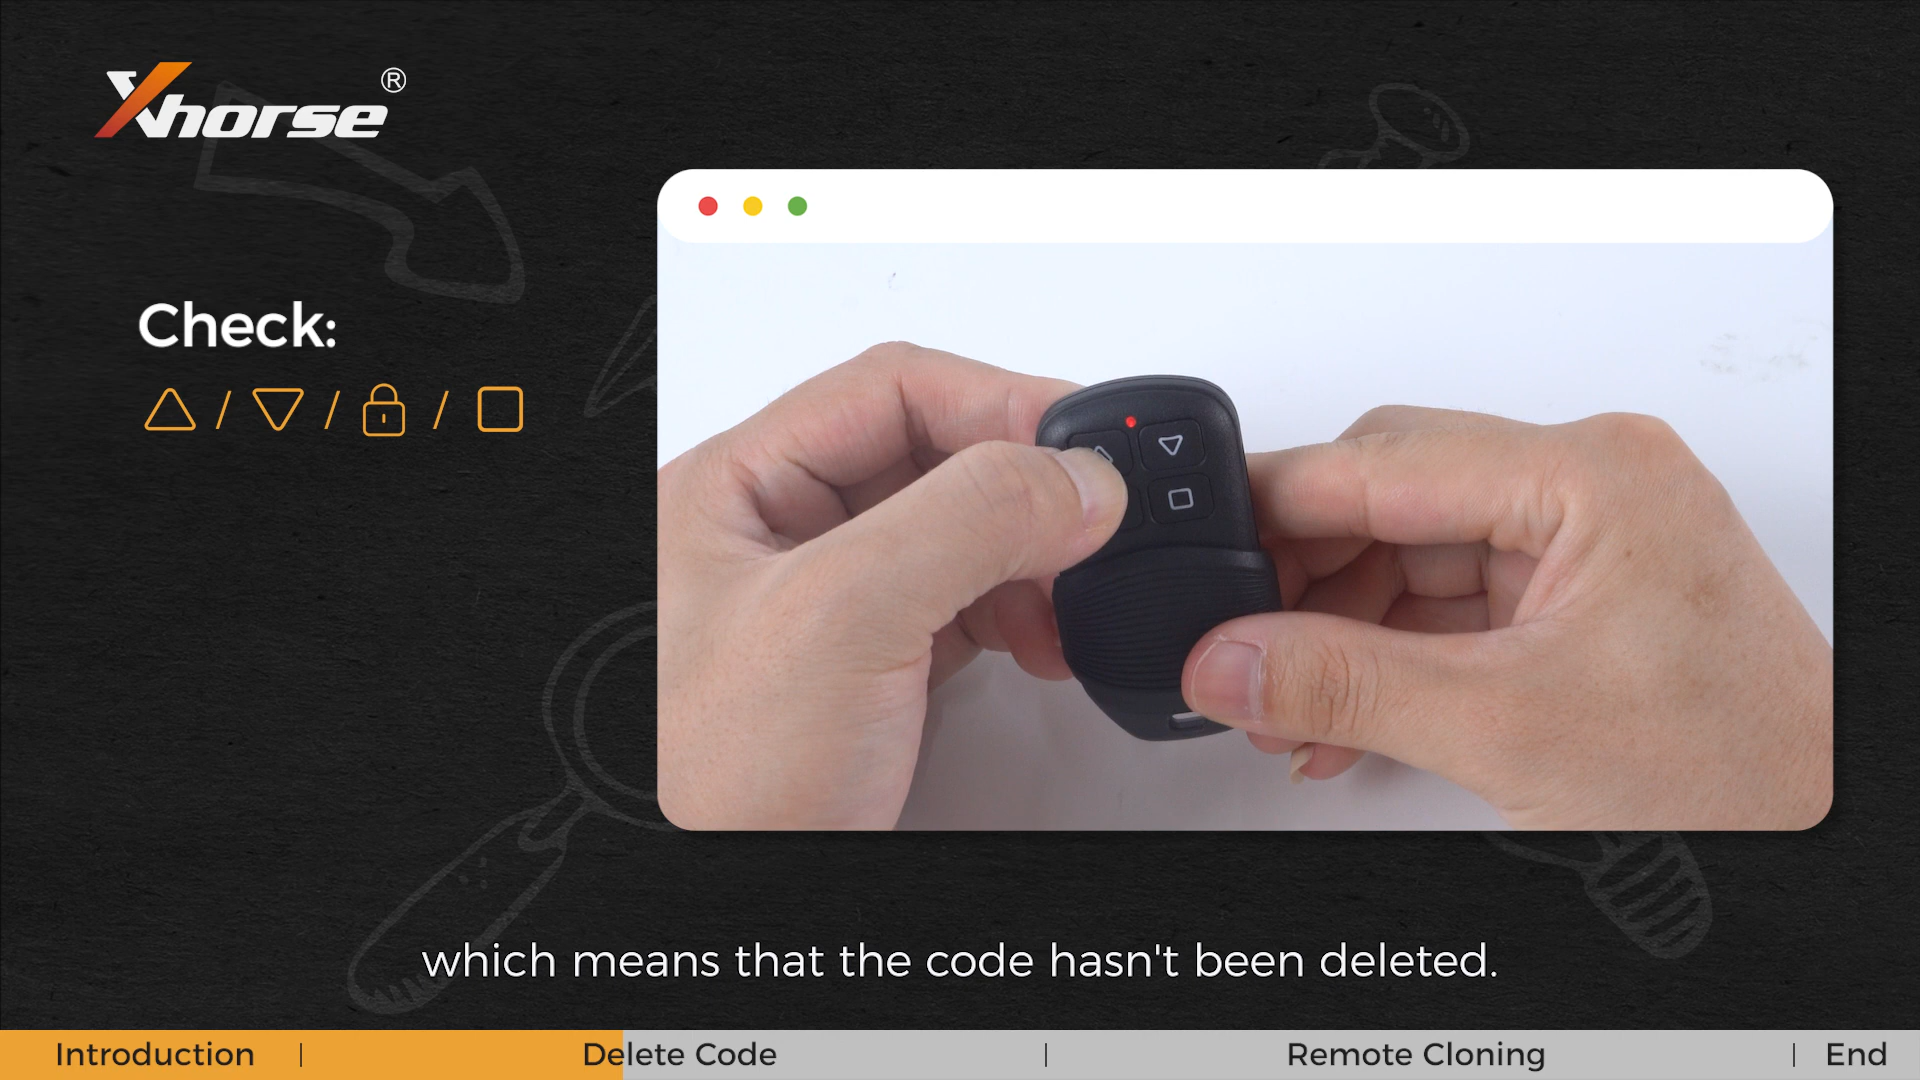 Xhorse®
Check:
/ / /
which means that the code hasn't been deleted.
Introduction | Delete Code | Remote Cloning | End